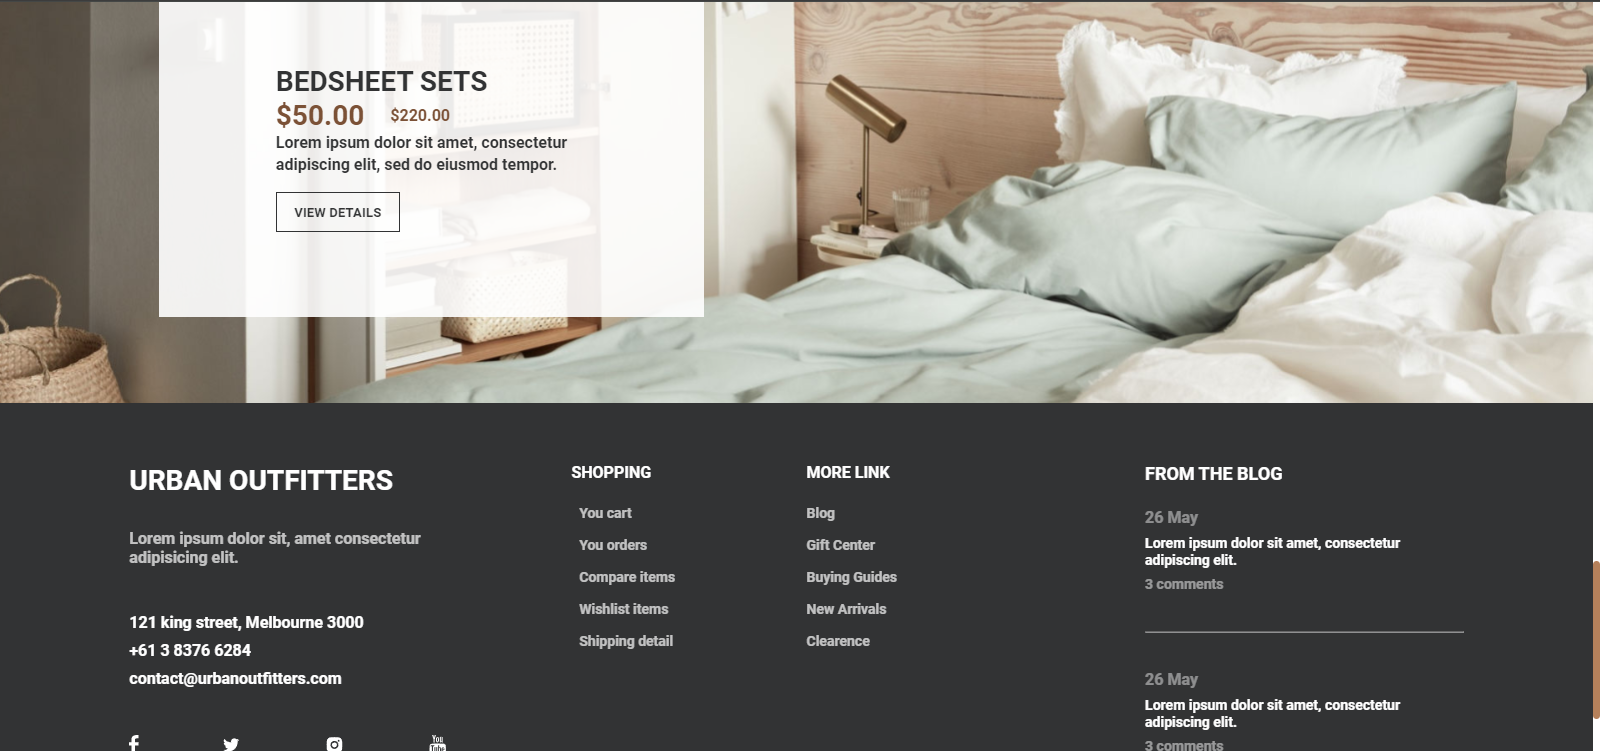 BEDSHEET SETS
$50.00 $220.00
Lorem ipsum dolor sit amet, consectetur
adipiscing elit, sed do eiusmod tempor.
VIEW DETAILS
URBAN OUTFITTERS
Lorem ipsum dolor sit, amet consectetur
adipisicing elit.
121 king street, Melbourne 3000
+61 3 8376 6284
contact@urbanoutfitters.com
You
Tube
SHOPPING
You cart
You orders
Compare items
Wishlist items
Shipping detail
MORE LINK
Blog
Gift Center
Buying Guides
New Arrivals
Clearence
FROM THE BLOG
26 May
Lorem ipsum dolor sit amet, consectetur
adipiscing elit.
3 comments
26 May
Lorem ipsum dolor sit amet, consectetur
adipiscing elit.
3 comments